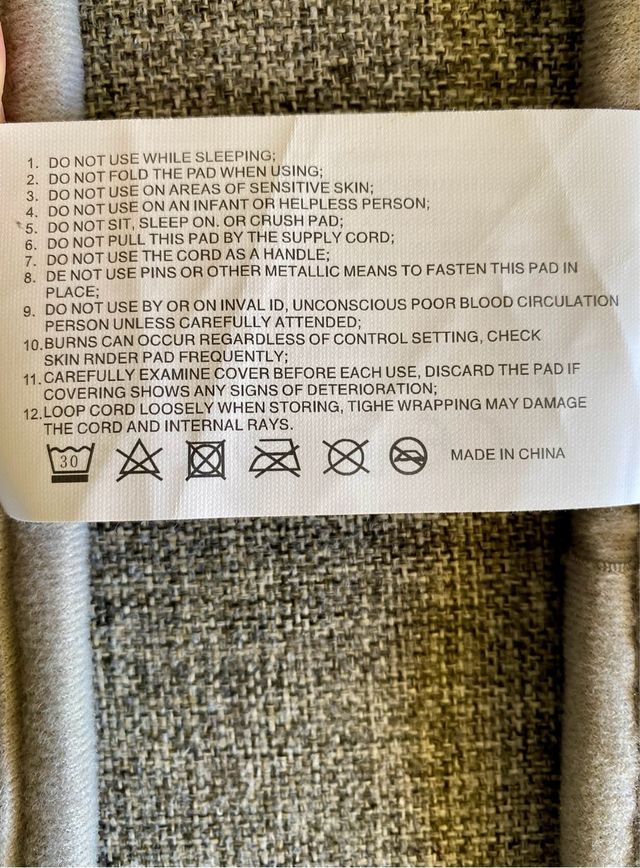 1. DO NOT USE WHILE SLEEPING;
2. DO NOT FOLD THE PAD WHEN USING;
3. DO NOT USE ON AREAS OF SENSITIVE SKIN;
4. DO NOT USE ON AN INFANT OR HELPLESS PERSON;
5. DO NOT SIT, SLEEP ON. OR CRUSH PAD;
6. DO NOT PULL THIS PAD BY THE SUPPLY CORD;
7. DO NOT USE THE CORD AS A HANDLE;
8. DE NOT USE PINS OR OTHER METALLIC MEANS TO FASTEN THIS PAD IN
PLACE;
9. DO NOT USE BY OR ON INVAL ID, UNCONSCIOUS POOR BLOOD CIRCULATION
PERSON UNLESS CAREFULLY ATTENDED;
10.BURNS CAN OCCUR REGARDLESS OF CONTROL SETTING, CHECK
SKIN RNDER PAD FREQUENTLY;
11.CAREFULLY EXAMINE COVER BEFORE EACH USE, DISCARD THE PAD IF
COVERING SHOWS ANY SIGNS OF DETERIORATION;
12.LOOP CORD LOOSELY WHEN STORING, TIGHE WRAPPING MAY DAMAGE
THE CORD AND INTERNAL RAYS.
30 MADE IN CHINA